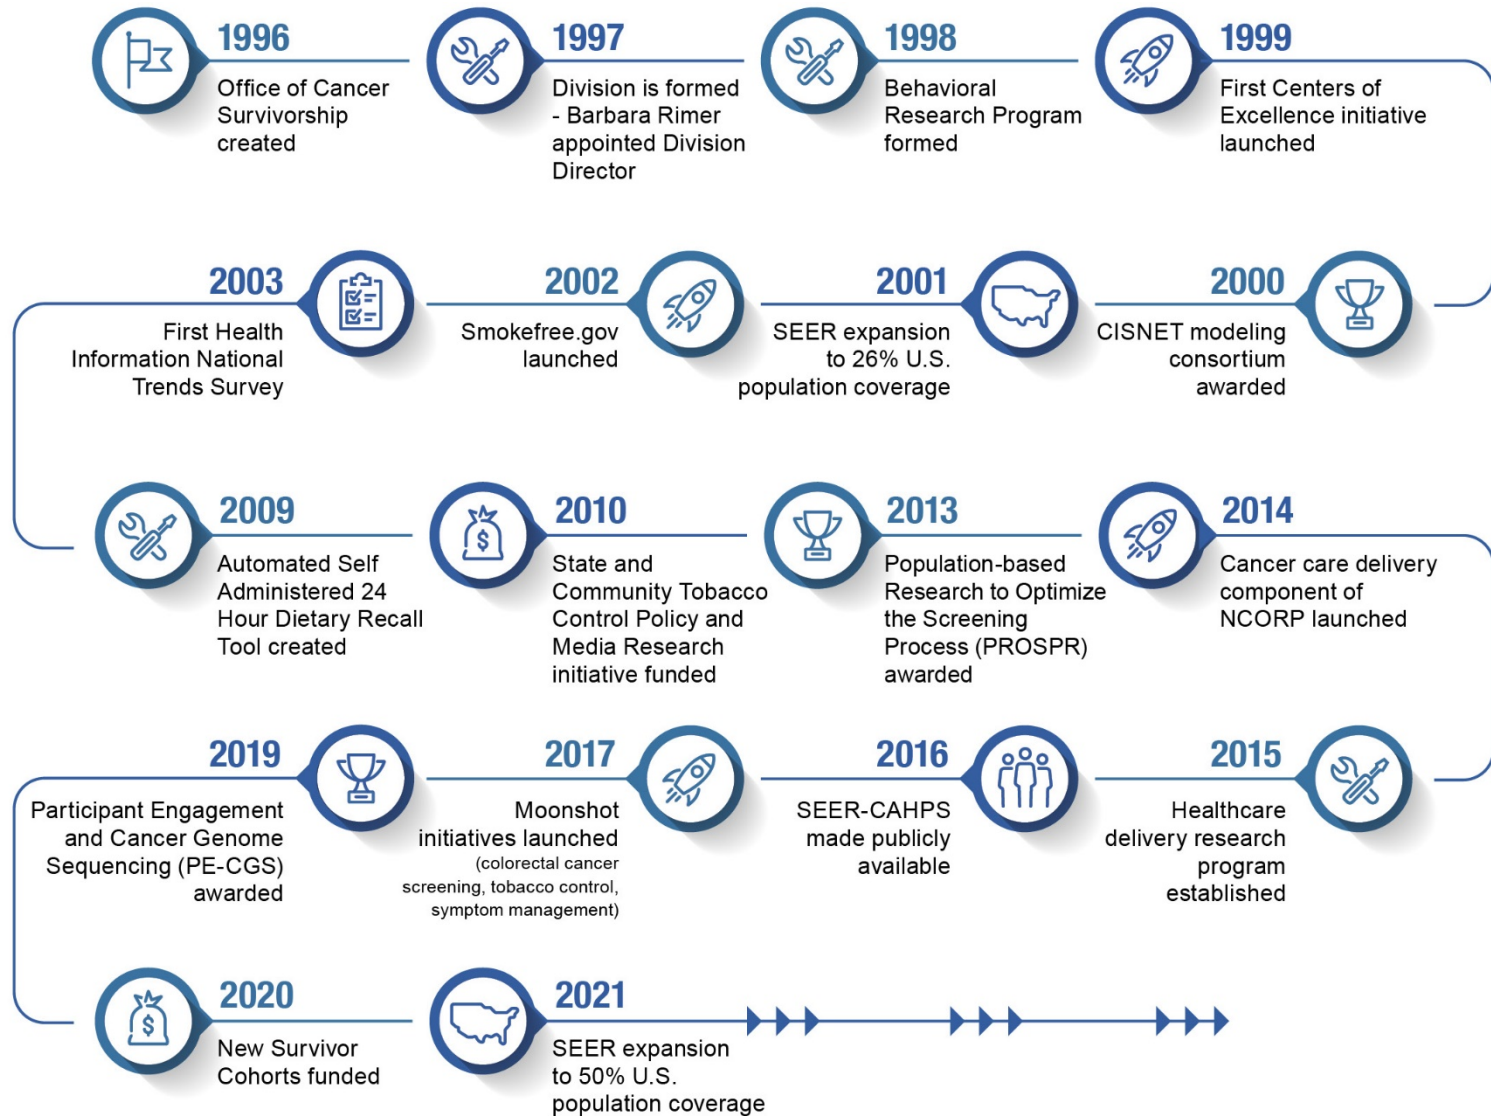 1996
Office of Cancer
Survivorship
created
1997
Division is formed
- Barbara Rimer
appointed Division
Director
1998
Behavioral
Research Program
formed
1999
First Centers of
Excellence initiative
launched
2000
CISNET modeling
consortium
awarded
2001
SEER expansion
to 26% U.S.
population coverage
2002
Smokefree.gov
launched
2003
First Health
Information National
Trends Survey
2009
Automated Self
Administered 24
Hour Dietary Recall
Tool created
$
2010
State and
Community Tobacco
Control Policy and
Media Research
initiative funded
2013
Population-based
Research to Optimize
the Screening
Process (PROSPR)
awarded
2014
Cancer care delivery
component of
NCORP launched
2015
Healthcare
delivery research
program
established
2016
SEER-CAHPS
made publicly
available
2017
Moonshot
initiatives launched
(colorectal cancer
screening, tobacco control,
symptom management)
2019
Participant Engagement
and Cancer Genome
Sequencing (PE-CGS)
awarded
$
2020
New Survivor
Cohorts funded
2021
SEER expansion
to 50% U.S.
population coverage